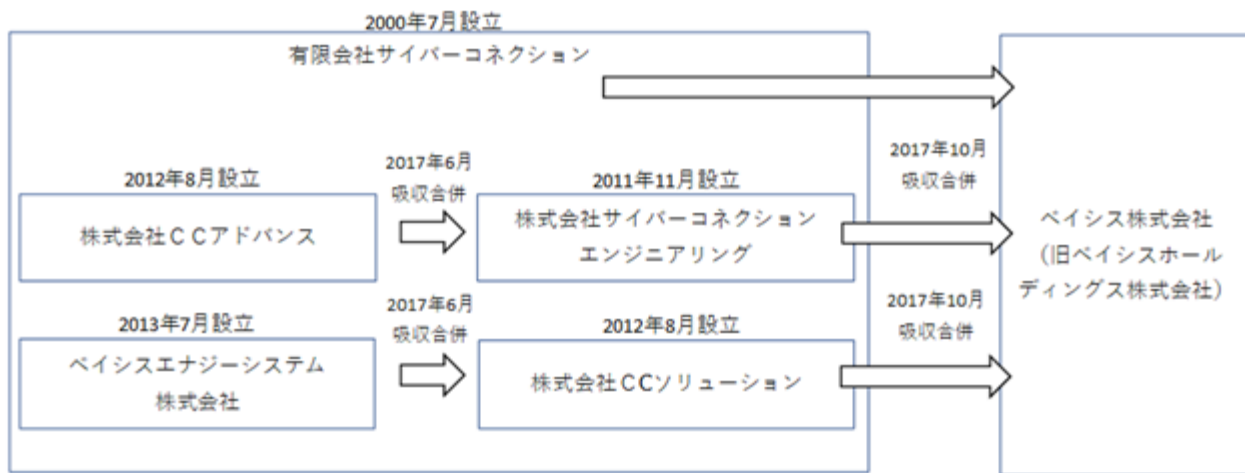 2000年7月設立
有限会社サイバーコネクション
2012年8月設立
株式会社ＣＣアドバンス
2017年6月
吸収合併
2011年11月設立
株式会社サイバーコネクション
エンジニアリング
2017年10月
吸収合併
2013年7月設立
ベイシスエナジーシステム
株式会社
2017年6月
吸収合併
2012年8月設立
株式会社ＣＣソリューション
2017年10月
吸収合併
ベイシス株式会社
（旧ベイシスホール
ディングス株式会社）